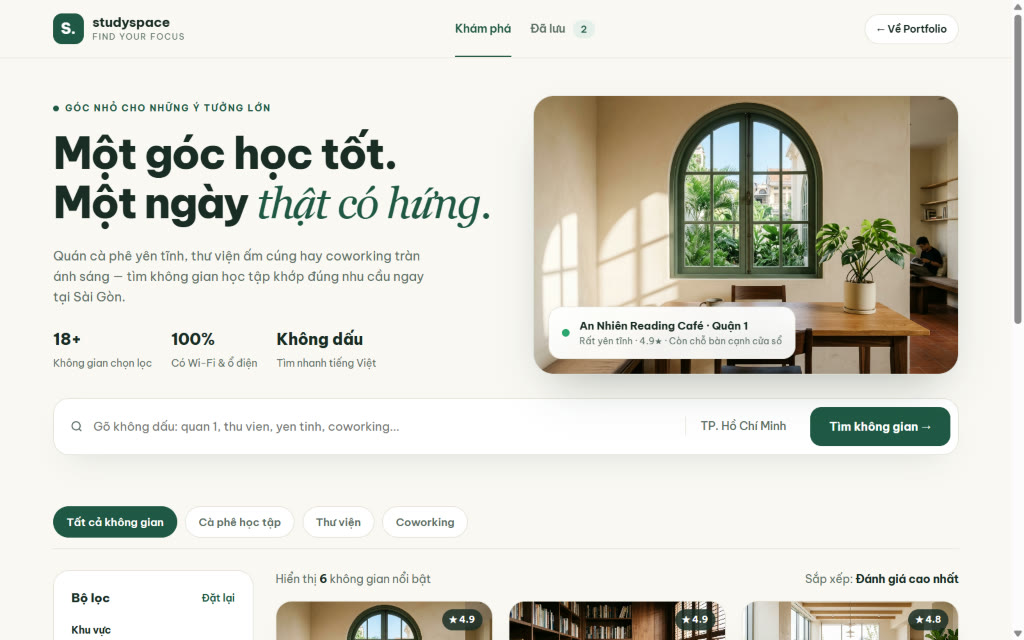 S.
studyspace
FIND YOUR FOCUS
Khám phá
Đã lưu 2
← Về Portfolio
GÓC NHỎ CHO NHỮNG Ý TƯỞNG LỚN
Một góc học tốt.
Một ngày thật có hứng.
Quán cà phê yên tĩnh, thư viện ấm cúng hay coworking tràn
ánh sáng — tìm không gian học tập khớp đúng nhu cầu ngay
tại Sài Gòn.
18+
Không gian chọn lọc
100%
Có Wi-Fi & ổ điện
Không dấu
Tìm nhanh tiếng Việt
An Nhiên Reading Café · Quận 1
Rất yên tĩnh · 4.9★ · Còn chỗ bàn cạnh cửa sổ
Gõ không dấu: quan 1, thu vien, yen tinh, coworking...
TP. Hồ Chí Minh
Tìm không gian →
Tất cả không gian
Cà phê học tập
Thư viện
Coworking
Bộ lọc
Đặt lại
Khu vực
Hiển thị 6 không gian nổi bật
Sắp xếp: Đánh giá cao nhất
★ 4.9
★ 4.9
★ 4.8